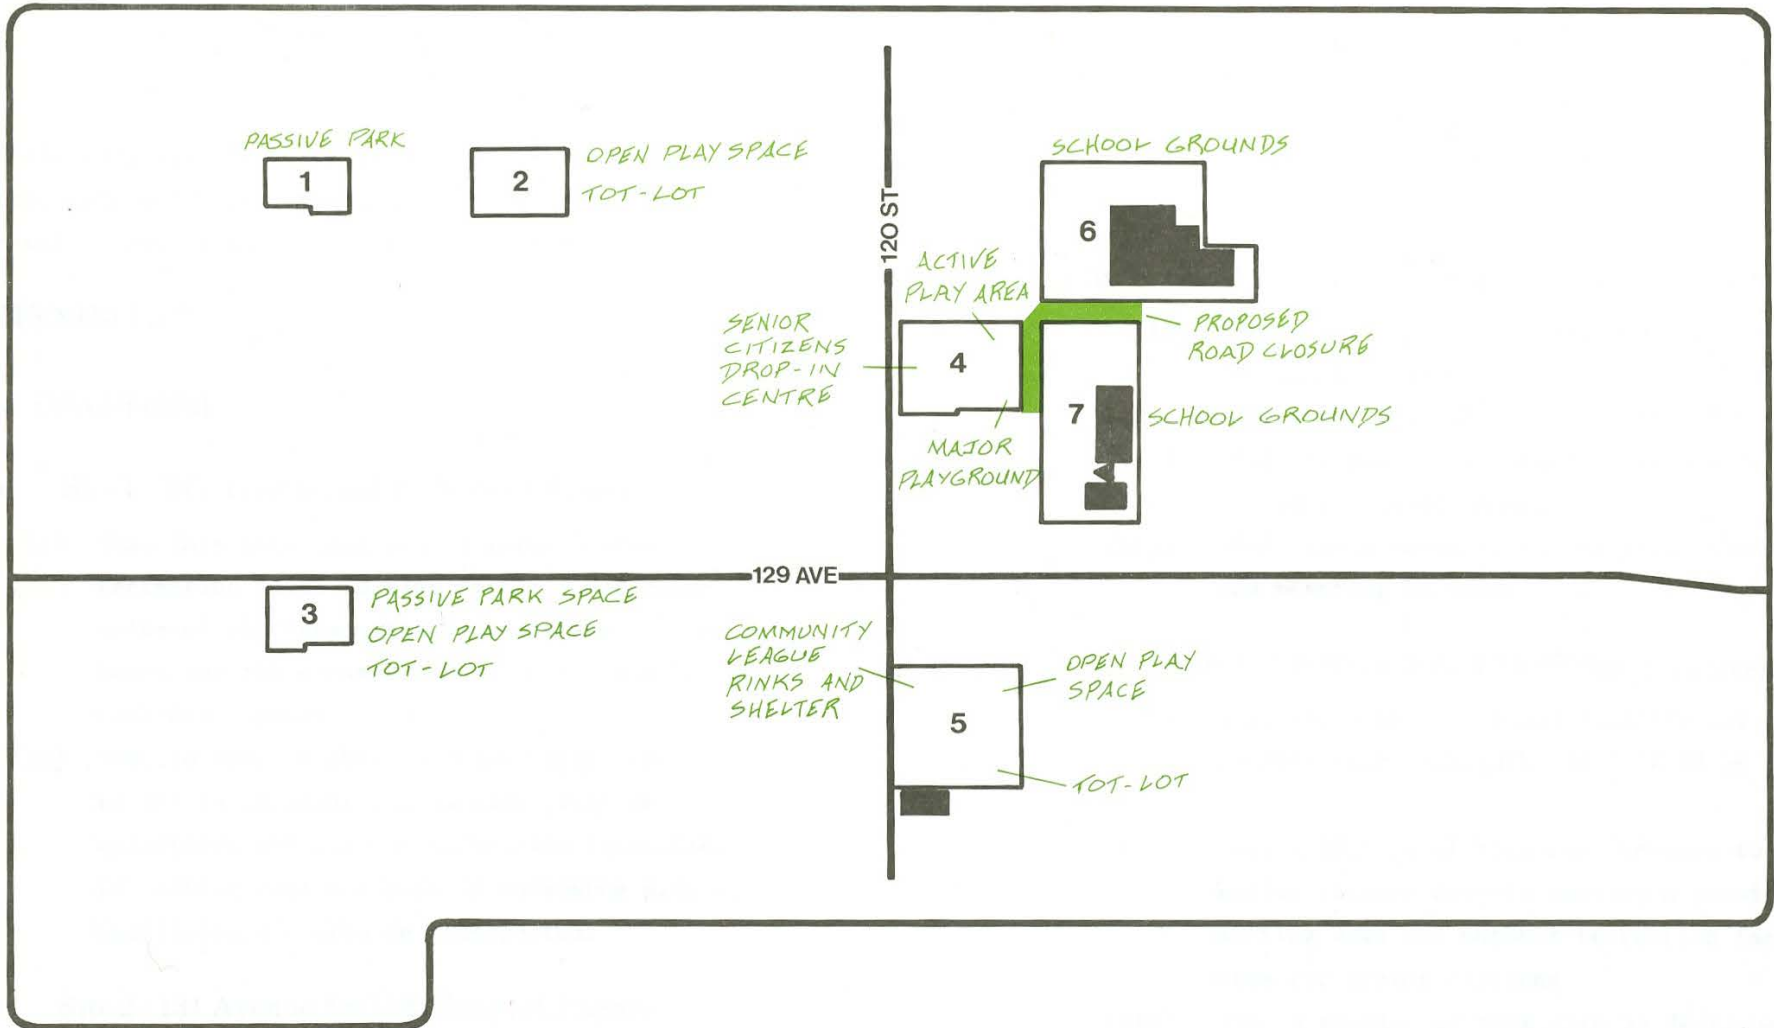 PASSIVE PARK
1
2
OPEN PLAY SPACE
TOT-LOT
120 ST
SCHOOL GROUNDS
6
ACTIVE
PLAY AREA
SENIOR
CITIZENS
DROP-IN
CENTRE
4
PROPOSED
ROAD CLOSURE
7
SCHOOL GROUNDS
MAJOR
PLAYGROUND
129 AVE
3
PASSIVE PARK SPACE
OPEN PLAY SPACE
TOT-LOT
COMMUNITY
LEAGUE
RINKS AND
SHELTER
5
OPEN PLAY
SPACE
TOT-LOT